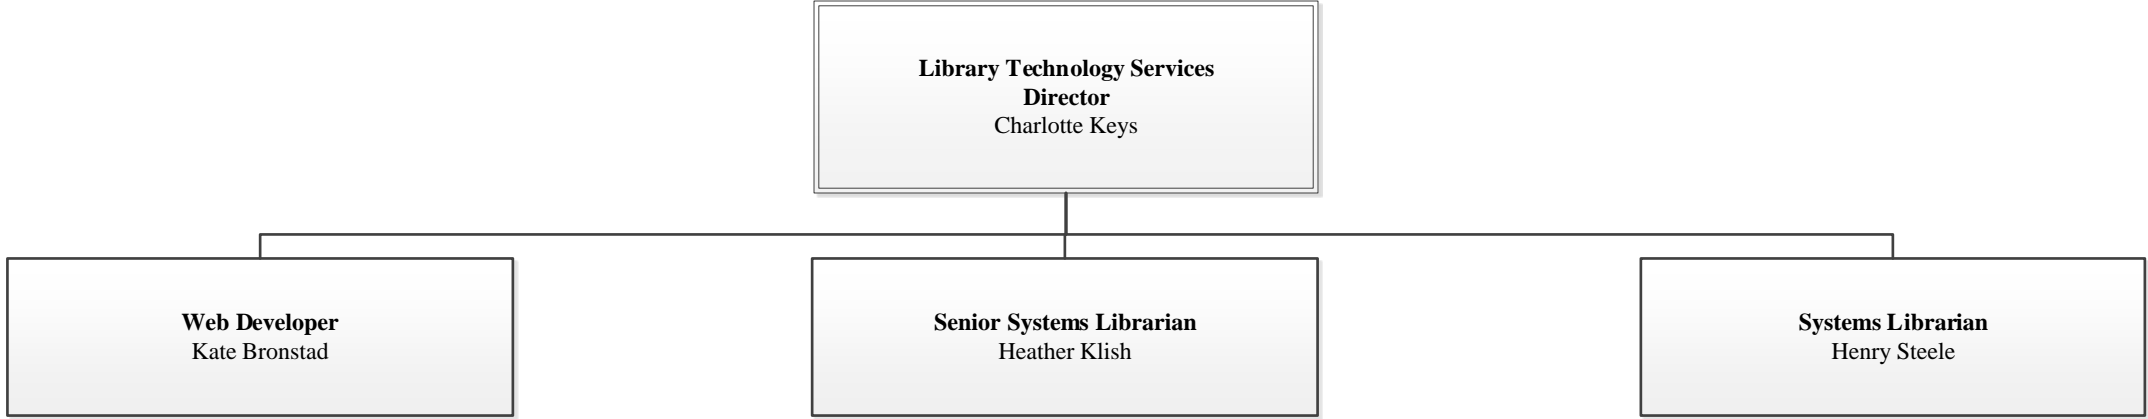 Library Technology Services
Director
Charlotte Keys
Web Developer
Kate Bronstad
Senior Systems Librarian
Heather Klish
Systems Librarian
Henry Steele